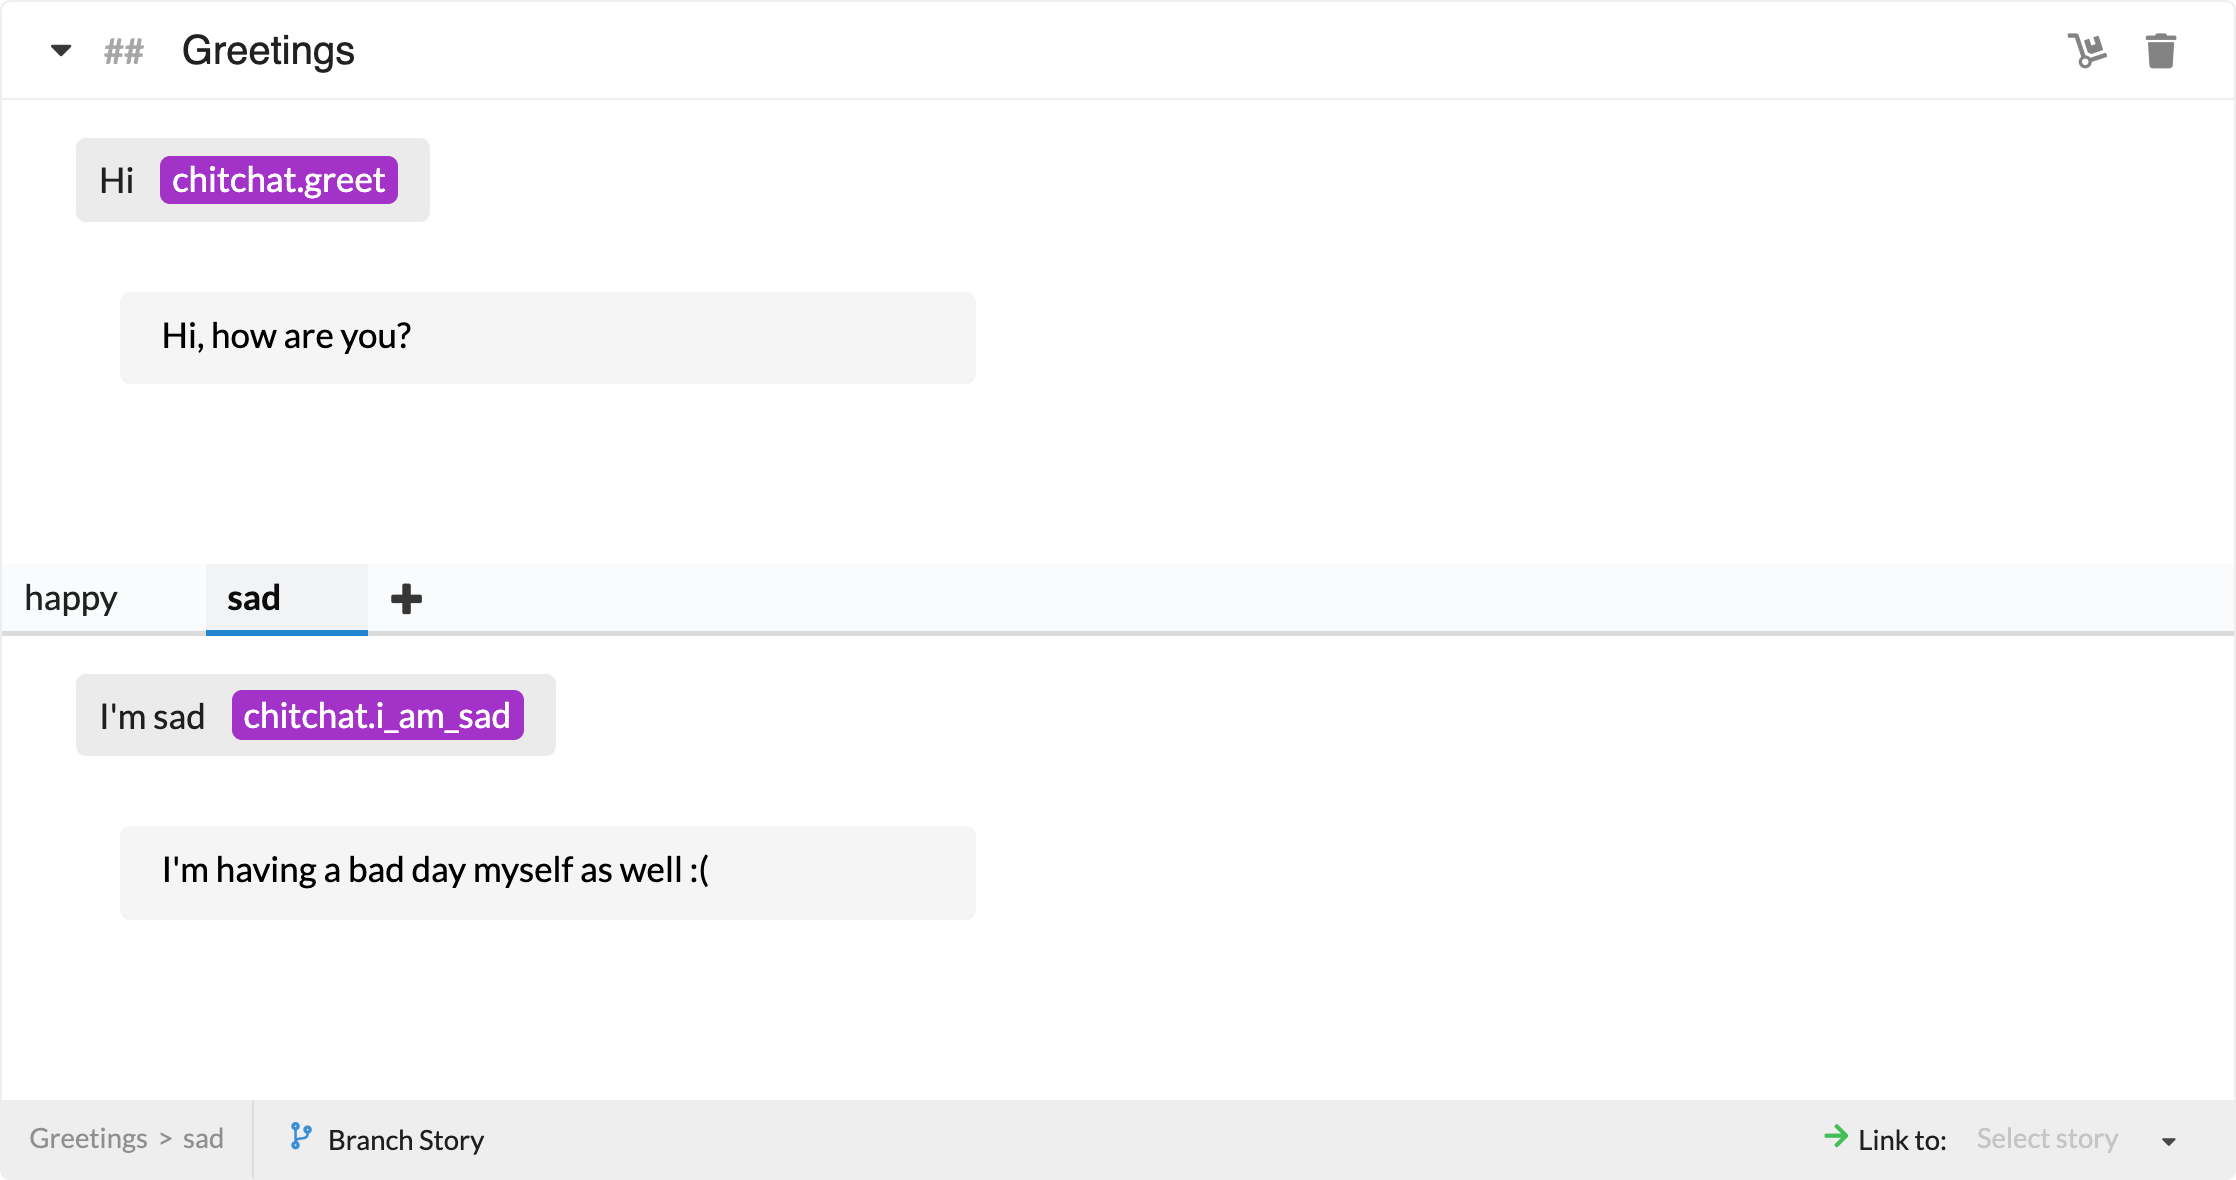 ## Greetings
Hi chitchat.greet
Hi, how are you?
happy sad
I'm sad chitchat.i_am_sad
I'm having a bad day myself as well :(
Greetings > sad Branch Story Link to: Select story